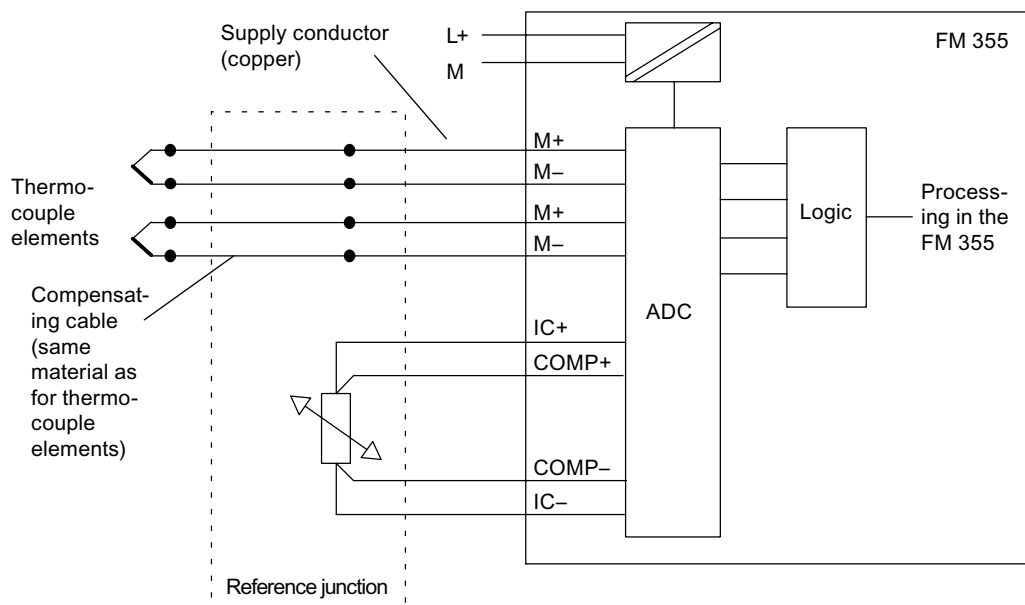 Supply conductor
(copper)
L+
M
FM 355
M+
M–
M+
M–
Thermo-
couple
elements
Logic
Process-
ing in the
FM 355
Compensat-
ing cable
(same
material as
for thermo-
couple
elements)
ADC
IC+
COMP+
COMP–
IC–
Reference junction